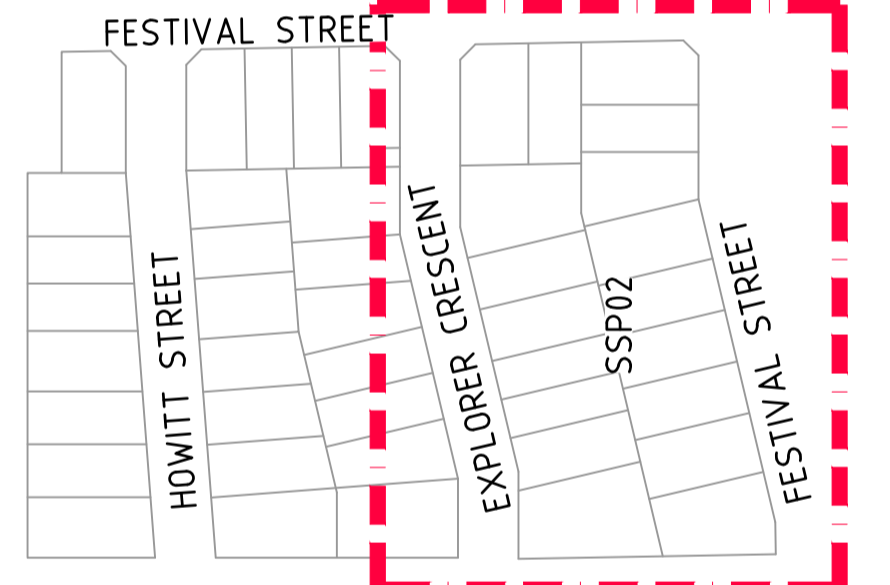 FESTIVAL STREET
HOWITT STREET
EXPLORER CRESCENT
SSP02
FESTIVAL STREET